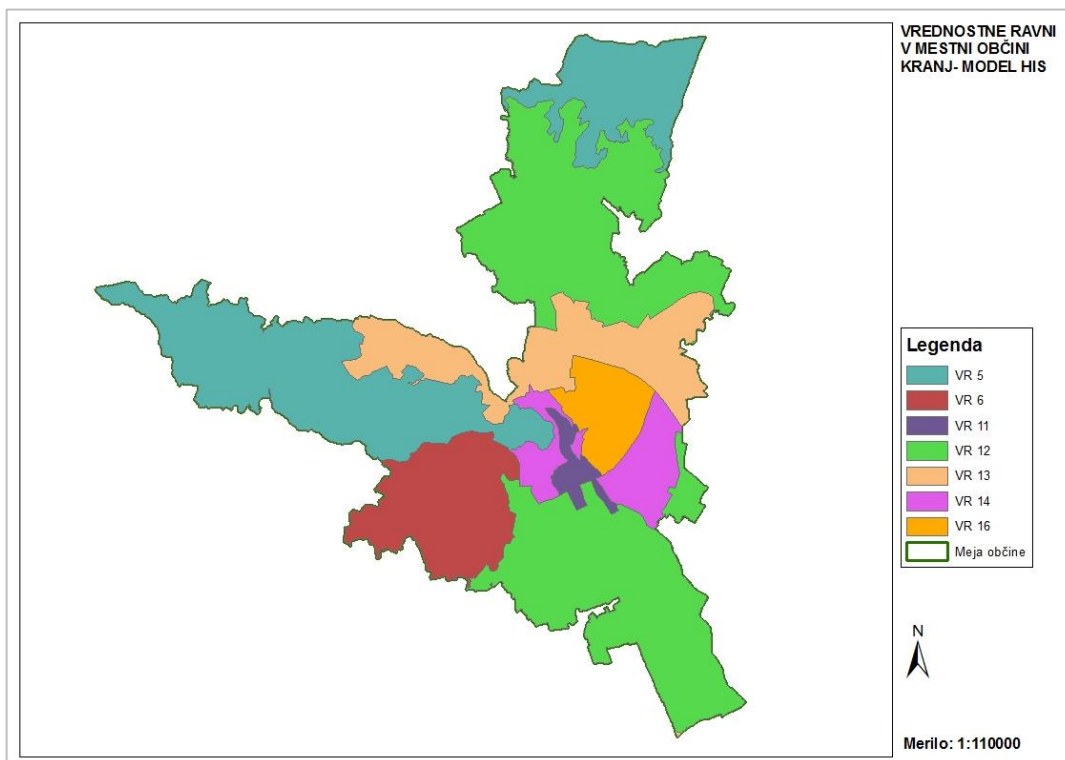 VREDNOSTNE RAVNI
V MESTNI OBČINI
KRANJ- MODEL HIS
Legenda
VR 5
VR 6
VR 11
VR 12
VR 13
VR 14
VR 16
Meja občine
N
Merilo: 1:110000